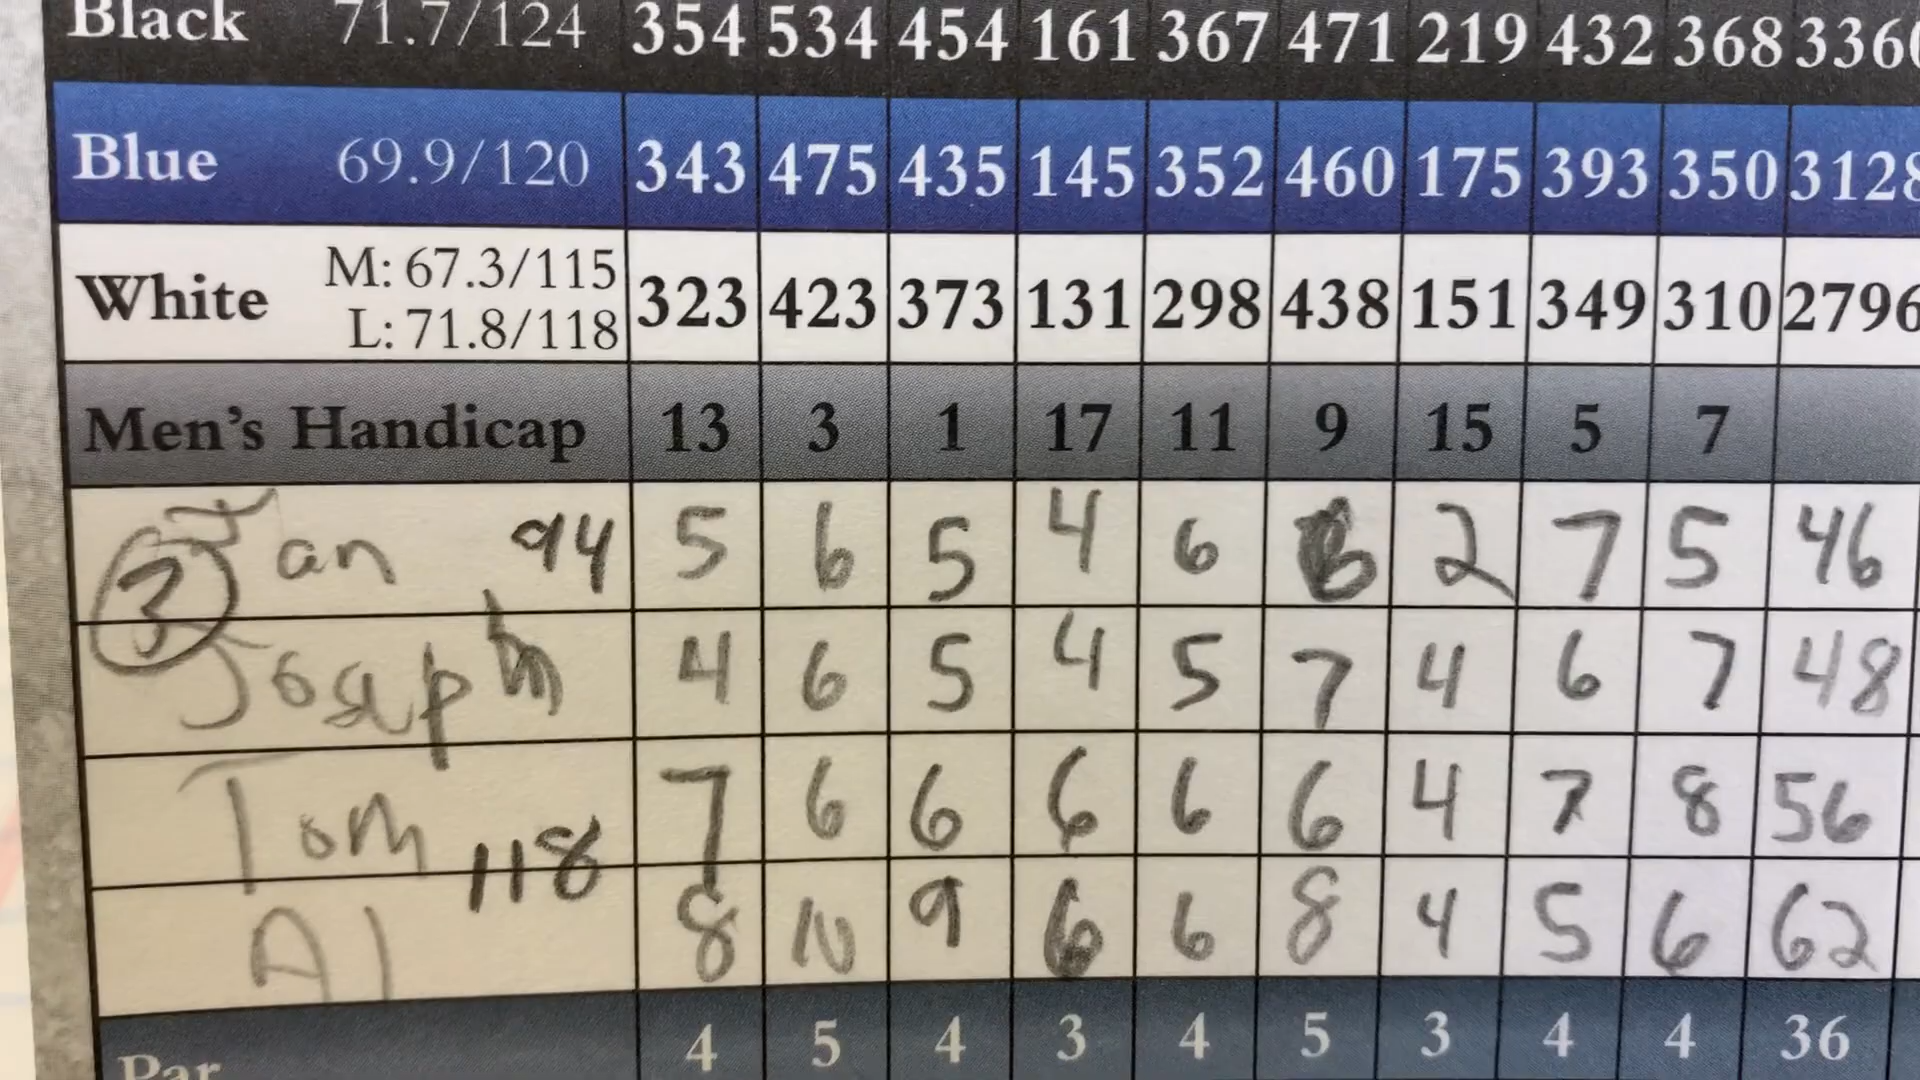 Black 71.7/124 354 534 454 161 367 471 219 432 368 336
Blue 69.9/120 343 475 435 145 352 460 175 393 350 3128
White M: 67.3/115 L: 71.8/118 323 423 373 131 298 438 151 349 310 2796
Men's Handicap 13 3 1 17 11 9 15 5 7
3 Ian 94 5 6 5 4 6 6 2 7 5 46
Joseph 4 6 5 4 5 7 4 6 7 48
Tom 118 7 6 6 6 6 6 4 7 8 56
Al 8 10 9 6 6 8 4 5 6 62
Par 4 5 4 3 4 5 3 4 4 36